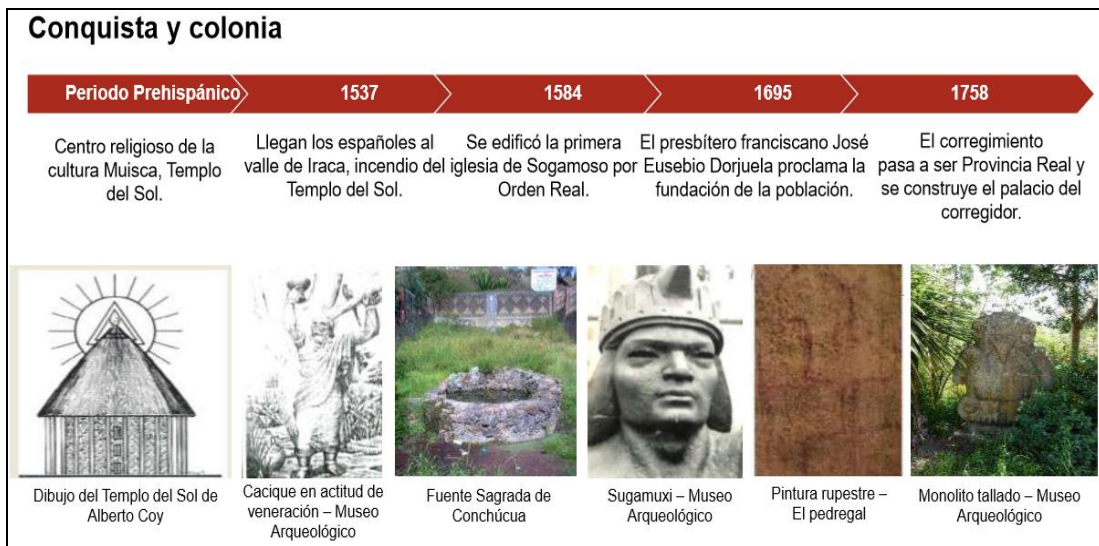 Conquista y colonia
Periodo Prehispánico
1537
1584
1695
1758
Centro religioso de la
cultura Muisca, Templo
del Sol.
Llegan los españoles al
valle de Iraca, incendio del
Templo del Sol.
Se edificó la primera
iglesia de Sogamoso por
Orden Real.
El presbítero franciscano José
Eusebio Dorjuela proclama la
fundación de la población.
El corregimiento
pasa a ser Provincia Real y
se construye el palacio del
corregidor.
Dibujo del Templo del Sol de
Alberto Coy
Cacique en actitud de
veneración – Museo
Arqueológico
Fuente Sagrada de
Conchúcua
Sugamuxi – Museo
Arqueológico
Pintura rupestre –
El pedregal
Monolito tallado – Museo
Arqueológico